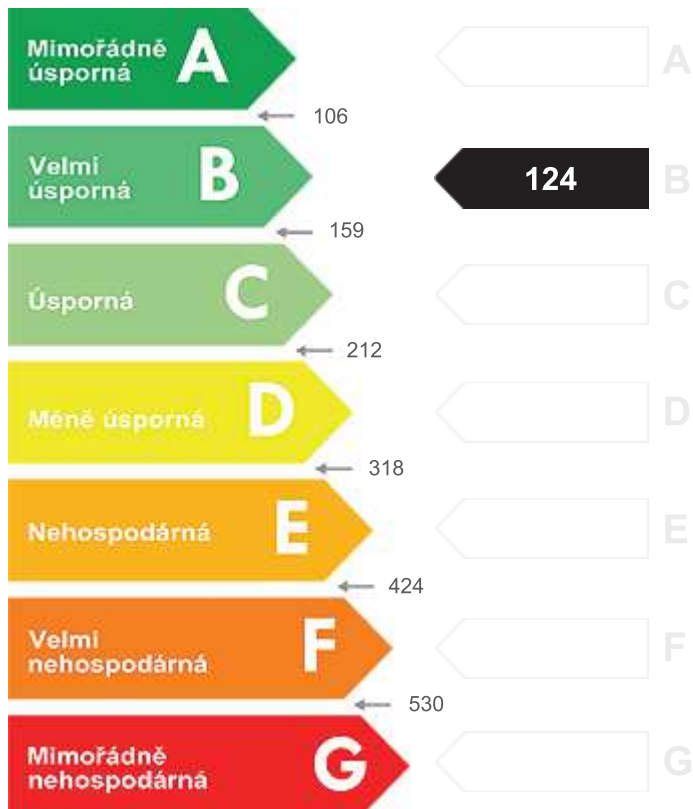 Mimořádně
úsporná
A
A
106
Velmi
úsporná
B
124
B
159
Úsporná
C
C
212
Méně úsporná
D
D
318
Nehospodárná
E
E
424
Velmi
nehospodárná
F
F
530
Mimořádně
nehospodárná
G
G